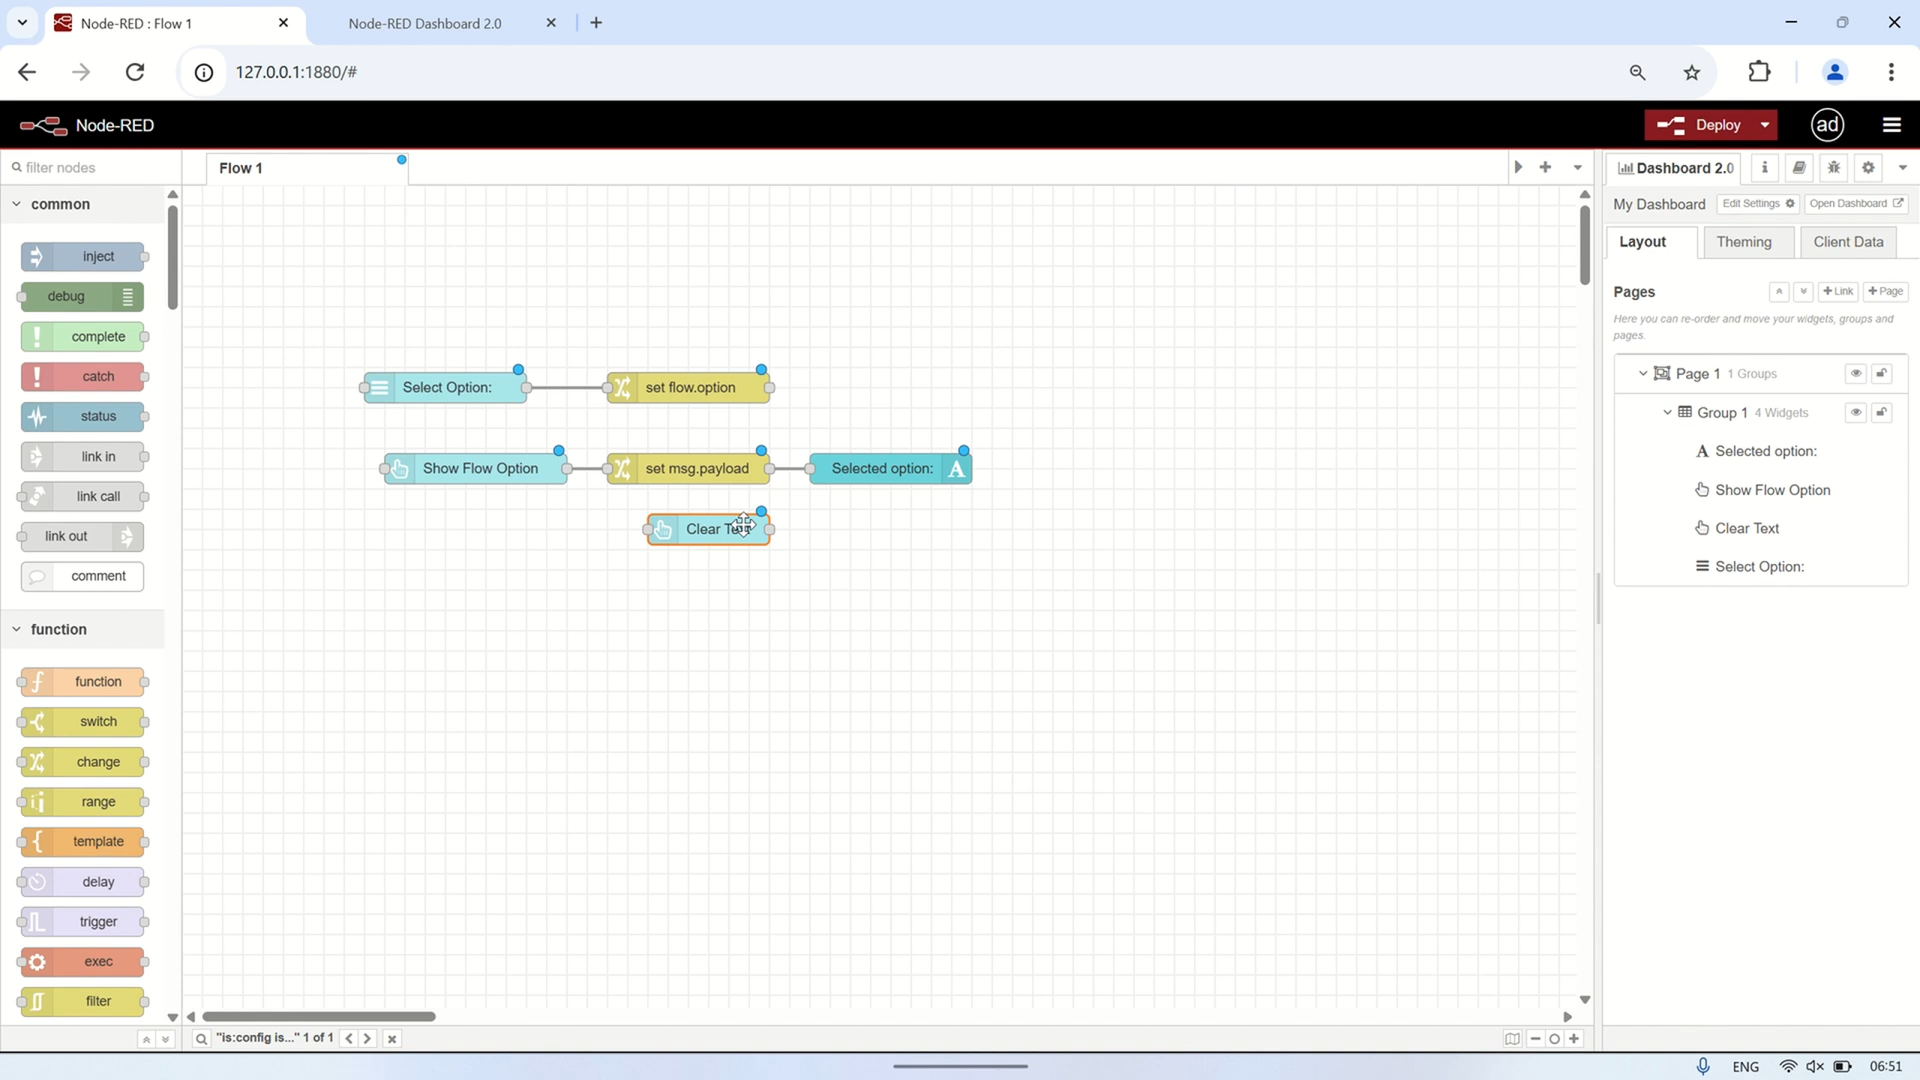 Node-RED : Flow 1
Node-RED Dashboard 2.0
127.0.0.1:1880/#
Node-RED
Deploy
ad
filter nodes
Flow 1
Dashboard 2.0
common
My Dashboard
Edit Settings
Open Dashboard
Layout
Theming
Client Data
inject
debug
Pages
Link
Page
Here you can re-order and move your widgets, groups and
pages.
complete
catch
Page 1 1 Groups
Select Option:
set flow.option
status
Group 1 4 Widgets
link in
Show Flow Option
set msg.payload
Selected option:
Selected option:
link call
Show Flow Option
link out
Clear Text
Clear Text
comment
Select Option:
function
function
switch
change
range
template
delay
trigger
exec
filter
"is:config is..." 1 of 1
ENG
06:51